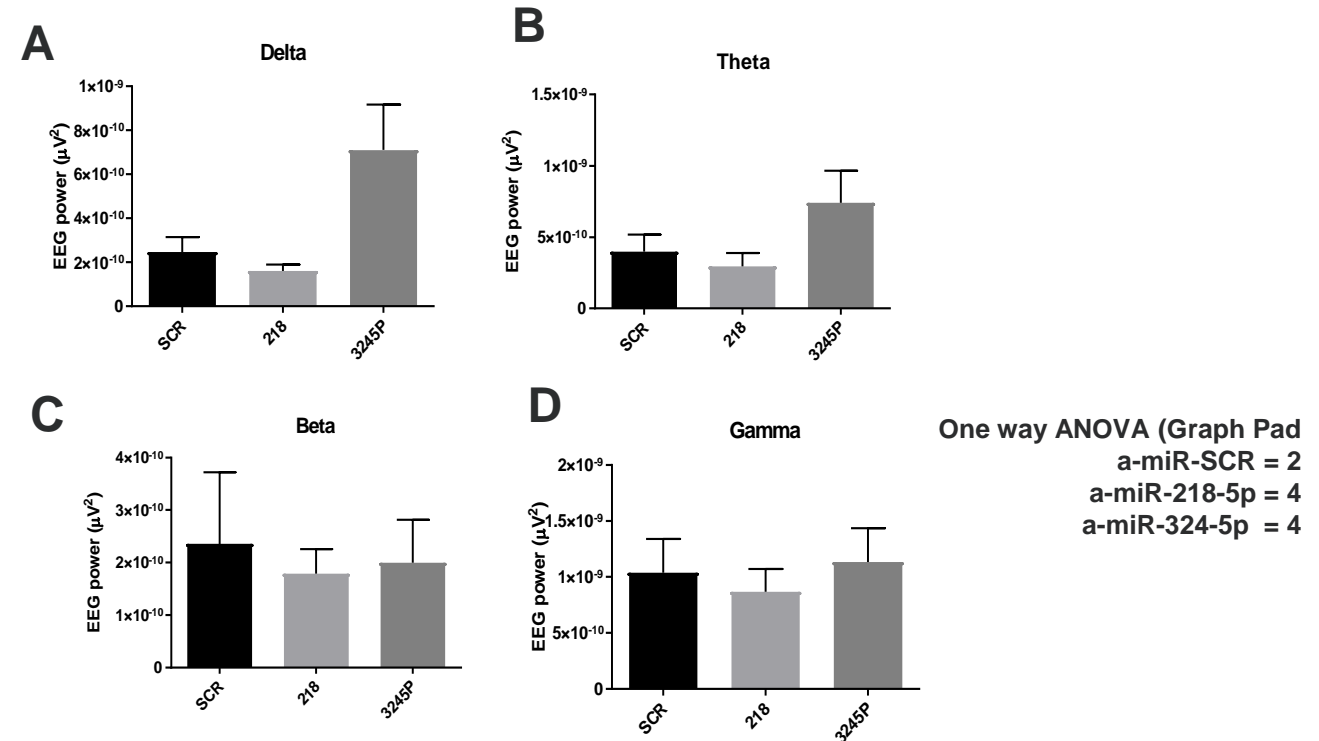 A
Delta
EEG power (µV²)
1×10⁻⁹
8×10⁻¹⁰
6×10⁻¹⁰
4×10⁻¹⁰
2×10⁻¹⁰
0
SCR
218
3245P
B
Theta
EEG power (µV²)
1.5×10⁻⁹
1×10⁻⁹
5×10⁻¹⁰
0
SCR
218
3245P
C
Beta
EEG power (µV²)
4×10⁻¹⁰
3×10⁻¹⁰
2×10⁻¹⁰
1×10⁻¹⁰
0
SCR
218
3245P
D
Gamma
EEG power (µV²)
2×10⁻⁹
1.5×10⁻⁹
1×10⁻⁹
5×10⁻¹⁰
0
SCR
218
3245P
One way ANOVA (Graph Pad
a-miR-SCR = 2
a-miR-218-5p = 4
a-miR-324-5p = 4